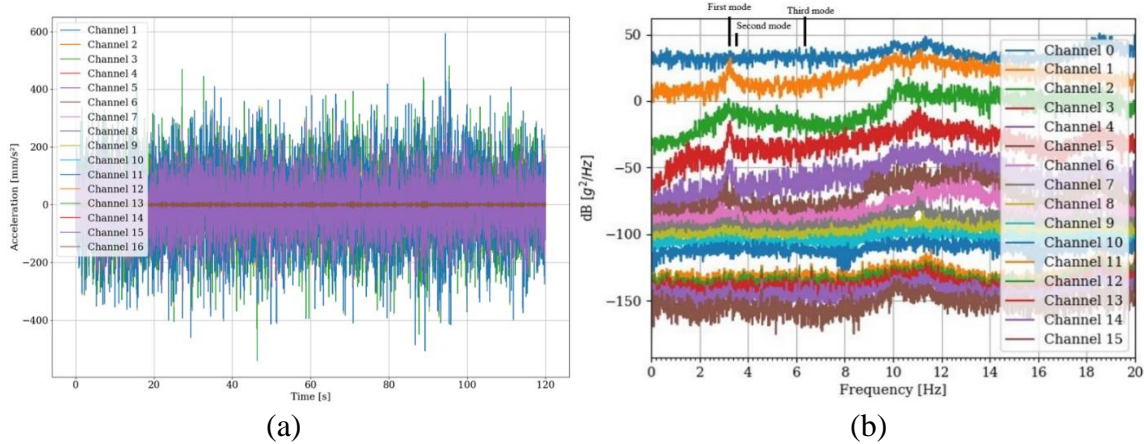 600
400
200
0
−200
−400
Acceleration [mm/s²]
Channel 1
Channel 2
Channel 3
Channel 4
Channel 5
Channel 6
Channel 7
Channel 8
Channel 9
Channel 10
Channel 11
Channel 12
Channel 13
Channel 14
Channel 15
Channel 16
0 20 40 60 80 100 120
Time [s]
(a)
First mode
Second mode
Third mode
50
0
−50
−100
−150
dB [g²/Hz]
Channel 0
Channel 1
Channel 2
Channel 3
Channel 4
Channel 6
Channel 7
Channel 8
Channel 9
Channel 10
Channel 11
Channel 12
Channel 13
Channel 14
Channel 15
0 2 4 6 8 10 12 14 16 18 20
Frequency [Hz]
(b)